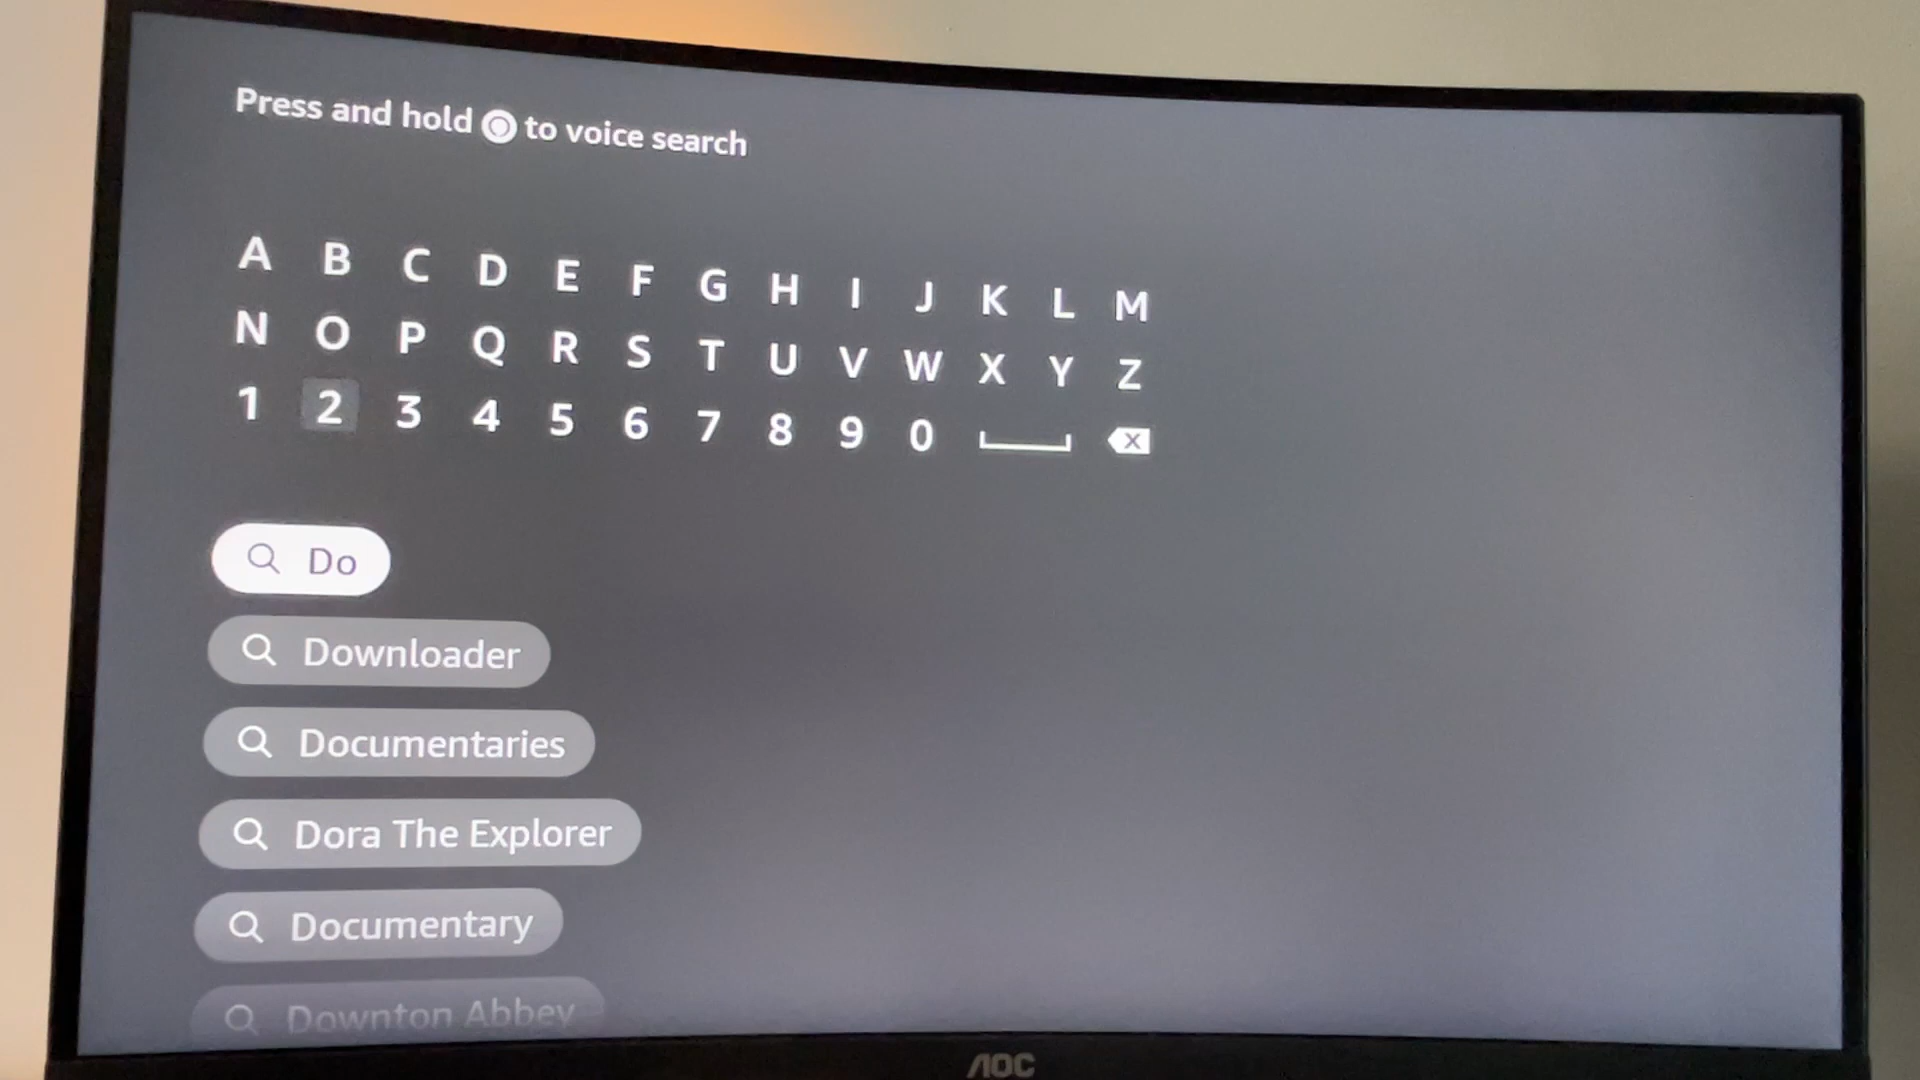 Press and hold to voice search
A B C D E F G H I J K L M
N O P Q R S T U V W X Y Z
1 2 3 4 5 6 7 8 9 0
Do
Downloader
Documentaries
Dora The Explorer
Documentary
Downton Abbey
AOC